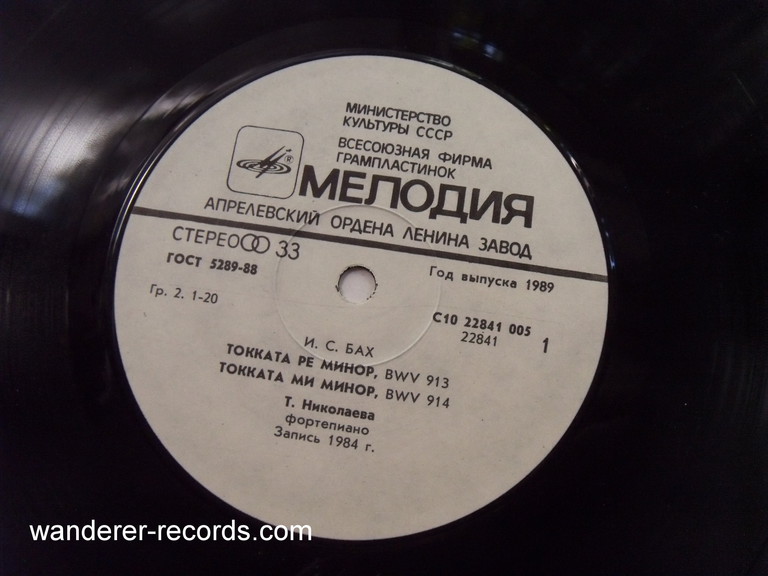 МИНИСТЕРСТВО
КУЛЬТУРЫ СССР
ВСЕСОЮЗНАЯ ФИРМА
ГРАМПЛАСТИНОК
МЕЛОДИЯ
АПРЕЛЕВСКИЙ ОРДЕНА ЛЕНИНА ЗАВОД
СТЕРЕО 33
ГОСТ 5289-88
Год выпуска 1989
Гр. 2. 1-20
С10 22841 005
22841
1
И. С. БАХ
ТОККАТА РЕ МИНОР, BWV 913
ТОККАТА МИ МИНОР, BWV 914
Т. Николаева
фортепиано
Запись 1984 г.
wanderer-records.com